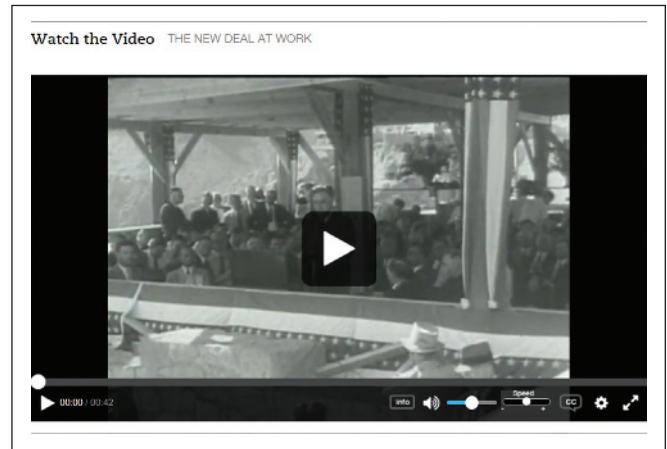 Watch the Video THE NEW DEAL AT WORK
00:00 / 00:42
info
Speed
- +
CC